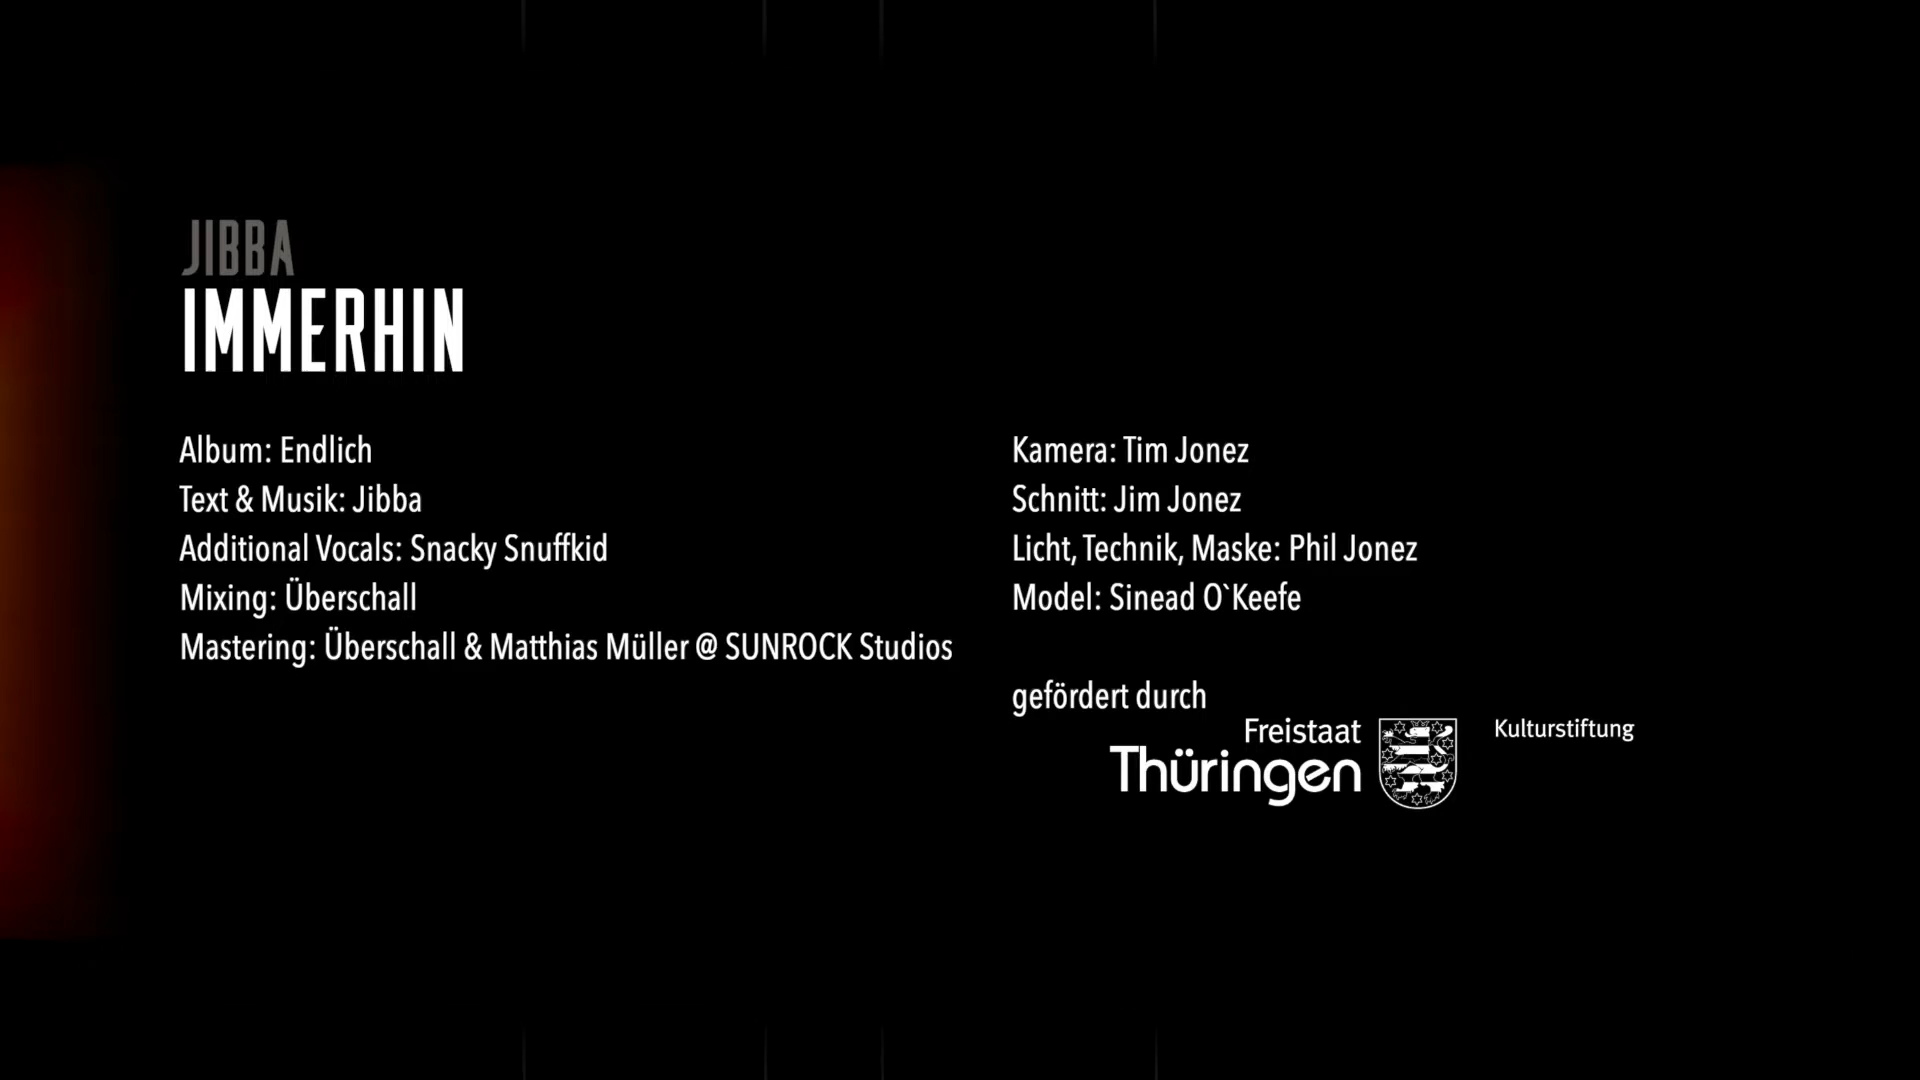 JIBBA
IMMERHIN
Album: Endlich
Text & Musik: Jibba
Additional Vocals: Snacky Snuffkid
Mixing: Überschall
Mastering: Überschall & Matthias Müller @ SUNROCK Studios
Kamera: Tim Jonez
Schnitt: Jim Jonez
Licht, Technik, Maske: Phil Jonez
Model: Sinead O`Keefe
gefördert durch
Freistaat
Thüringen
Kulturstiftung